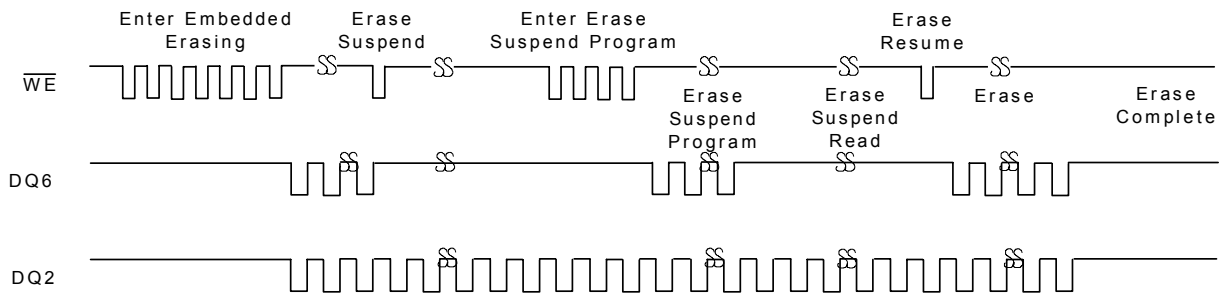 Enter Embedded
Erasing
Erase
Suspend
Enter Erase
Suspend Program
Erase
Resume
WE
Erase
Suspend
Program
Erase
Suspend
Read
Erase
Erase
Complete
DQ6
DQ2